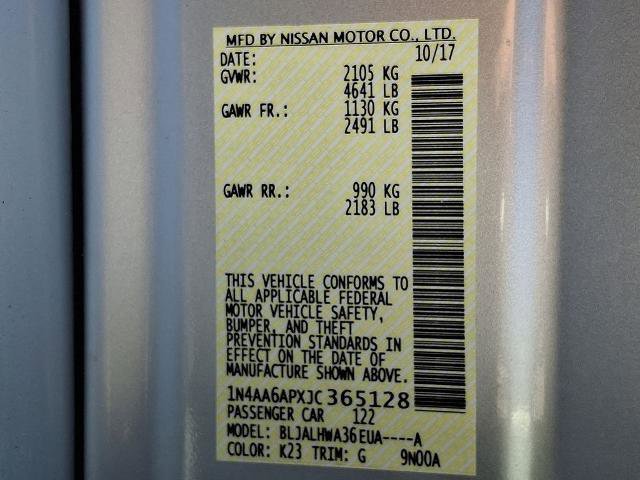 MFD BY NISSAN MOTOR CO., LTD.
DATE: 10/17
GVWR: 2105 KG
4641 LB
GAWR FR.: 1130 KG
2491 LB
GAWR RR.: 990 KG
2183 LB
THIS VEHICLE CONFORMS TO
ALL APPLICABLE FEDERAL
MOTOR VEHICLE SAFETY,
BUMPER, AND THEFT
PREVENTION STANDARDS IN
EFFECT ON THE DATE OF
MANUFACTURE SHOWN ABOVE.
1N4AA6APXJC365128
PASSENGER CAR 122
MODEL: BLJALHWA36EUA----A
COLOR: K23 TRIM: G 9N00A